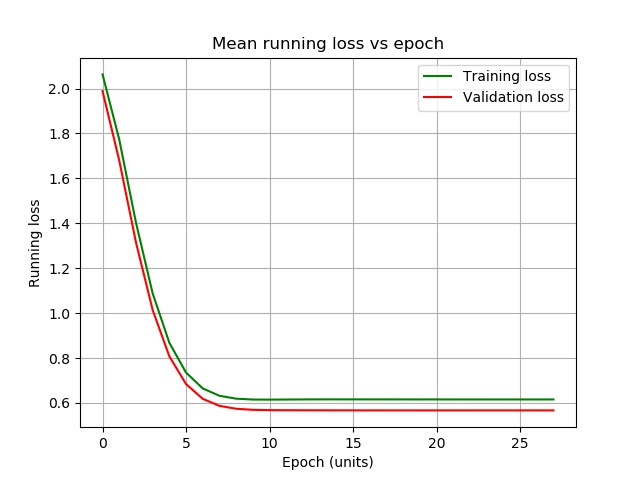 Mean running loss vs epoch
Training loss
Validation loss
2.0
1.8
1.6
1.4
1.2
1.0
0.8
0.6
Running loss
0
5
10
15
20
25
Epoch (units)